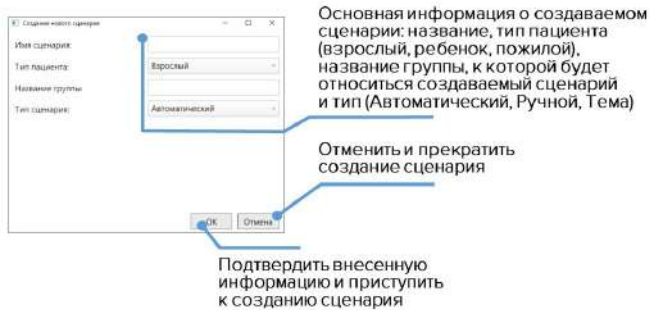 Создание нового сценария
Имя сценария:
Тип пациента:
Взрослый
Название группы
Тип сценария:
Автоматический
OK
Отмена
Основная информация о создаваемом
сценарии: название, тип пациента
(взрослый, ребенок, пожилой),
название группы, к которой будет
относиться создаваемый сценарий
и тип (Автоматический, Ручной, Тема)
Отменить и прекратить
создание сценария
Подтвердить внесенную
информацию и приступить
к созданию сценария